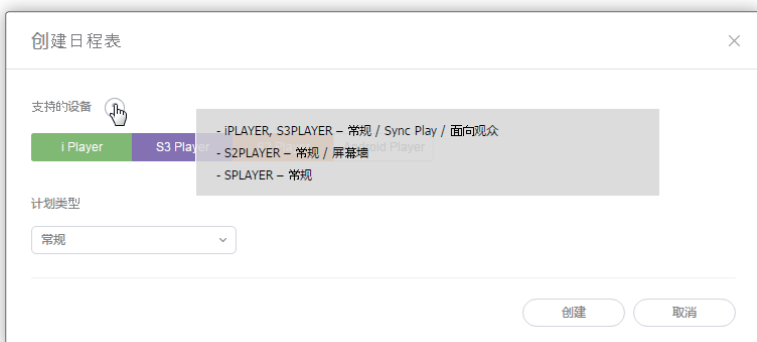 创建日程表
支持的设备
- iPLAYER, S3PLAYER – 常规 / Sync Play / 面向观众
i Player S3 Player Android Player
- S2PLAYER – 常规 / 屏幕墙
- SPLAYER – 常规
计划类型
常规
创建 取消